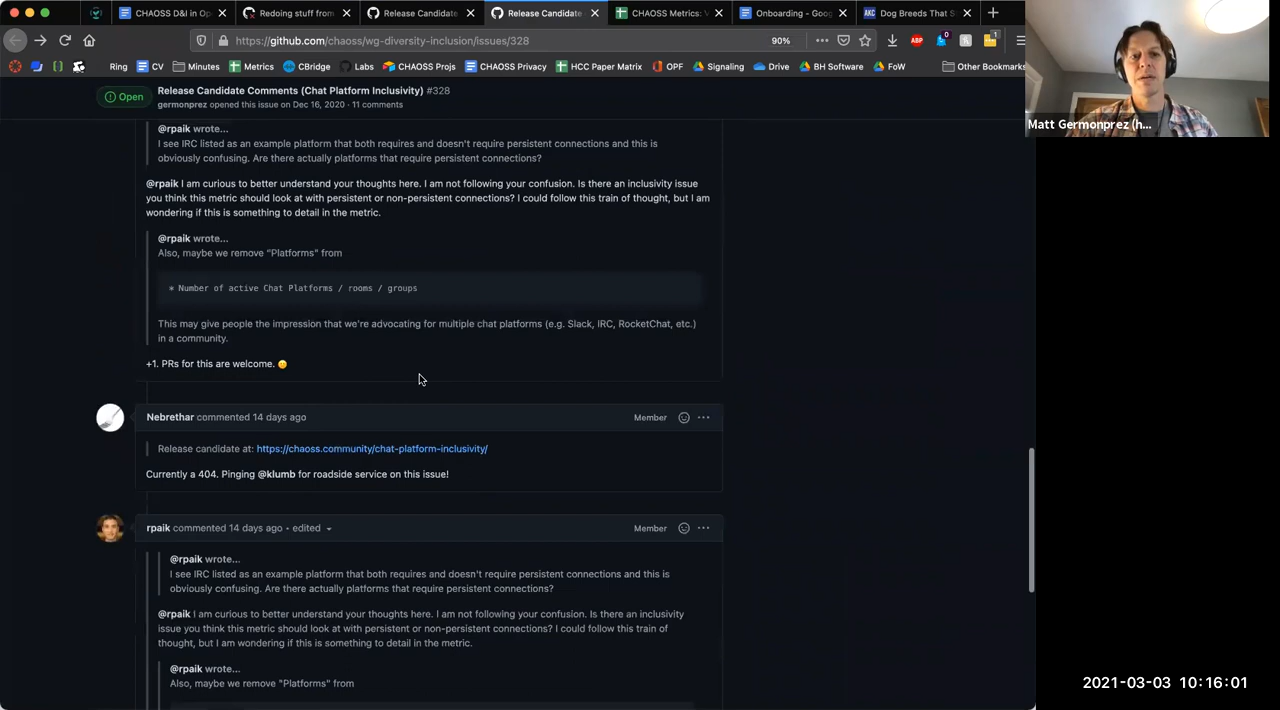 CHAOSS D&I in Op
Redoing stuff from
Release Candidate
Release Candidate
CHAOSS Metrics: V
Onboarding - Goog
AKC
Dog Breeds That S
https://github.com/chaoss/wg-diversity-inclusion/issues/328
90%
ABP
0
1
Ring
CV
Minutes
Metrics
CBridge
Labs
CHAOSS Projs
CHAOSS Privacy
HCC Paper Matrix
OPF
Signaling
Drive
BH Software
FoW
Other Bookmarks
Open
Release Candidate Comments (Chat Platform Inclusivity) #328
germonprez opened this issue on Dec 16, 2020 · 11 comments
@rpaik wrote...
I see IRC listed as an example platform that both requires and doesn't require persistent connections and this is
obviously confusing. Are there actually platforms that require persistent connections?
@rpaik I am curious to better understand your thoughts here. I am not following your confusion. Is there an inclusivity issue
you think this metric should look at with persistent or non-persistent connections? I could follow this train of thought, but I am
wondering if this is something to detail in the metric.
@rpaik wrote...
Also, maybe we remove "Platforms" from
* Number of active Chat Platforms / rooms / groups
This may give people the impression that we're advocating for multiple chat platforms (e.g. Slack, IRC, RocketChat, etc.)
in a community.
+1. PRs for this are welcome. 🙂
Nebrethar commented 14 days ago
Member
Release candidate at: https://chaoss.community/chat-platform-inclusivity/
Currently a 404. Pinging @klumb for roadside service on this issue!
rpaik commented 14 days ago • edited
Member
@rpaik wrote...
I see IRC listed as an example platform that both requires and doesn't require persistent connections and this is
obviously confusing. Are there actually platforms that require persistent connections?
@rpaik I am curious to better understand your thoughts here. I am not following your confusion. Is there an inclusivity
issue you think this metric should look at with persistent or non-persistent connections? I could follow this train of
thought, but I am wondering if this is something to detail in the metric.
@rpaik wrote...
Also, maybe we remove "Platforms" from
Matt Germonprez (h...
2021-03-03 10:16:01